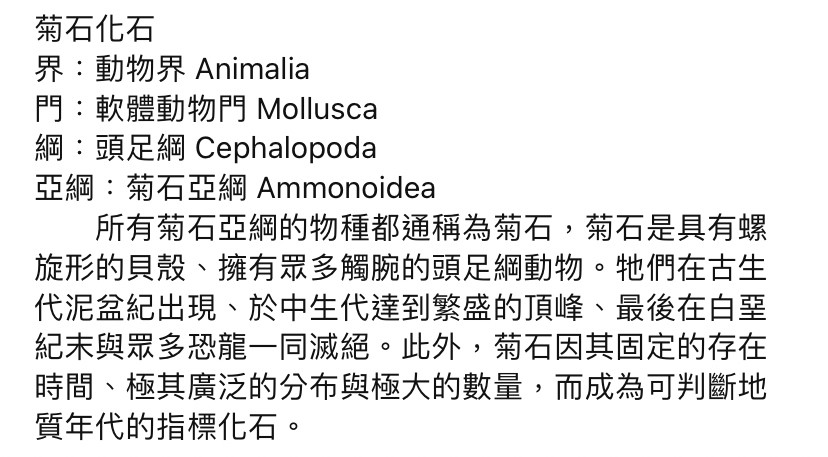 菊石化石
界：動物界 Animalia
門：軟體動物門 Mollusca
綱：頭足綱 Cephalopoda
亞綱：菊石亞綱 Ammonoidea
　　所有菊石亞綱的物種都通稱為菊石，菊石是具有螺
旋形的貝殼、擁有眾多觸腕的頭足綱動物。牠們在古生
代泥盆紀出現、於中生代達到繁盛的頂峰、最後在白堊
紀末與眾多恐龍一同滅絕。此外，菊石因其固定的存在
時間、極其廣泛的分布與極大的數量，而成為可判斷地
質年代的指標化石。